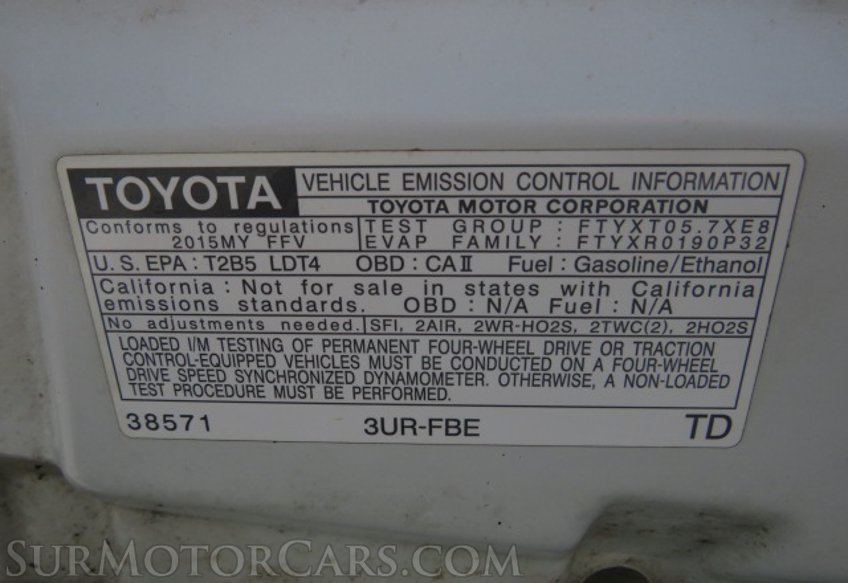 TOYOTA VEHICLE EMISSION CONTROL INFORMATION
TOYOTA MOTOR CORPORATION
Conforms to regulations
2015MY FFV
TEST GROUP : FTYXT05.7XE8
EVAP FAMILY : FTYXR0190P32
U.S. EPA : T2B5 LDT4 OBD : CAⅡ Fuel : Gasoline/Ethanol
California : Not for sale in states with California
emissions standards. OBD : N/A Fuel : N/A
No adjustments needed. SFI, 2AIR, 2WR-HO2S, 2TWC(2), 2HO2S
LOADED I/M TESTING OF PERMANENT FOUR-WHEEL DRIVE OR TRACTION
CONTROL-EQUIPPED VEHICLES MUST BE CONDUCTED ON A FOUR-WHEEL
DRIVE SPEED SYNCHRONIZED DYNAMOMETER. OTHERWISE, A NON-LOADED
TEST PROCEDURE MUST BE PERFORMED.
38571 3UR-FBE TD
SURMOTORCARS.COM